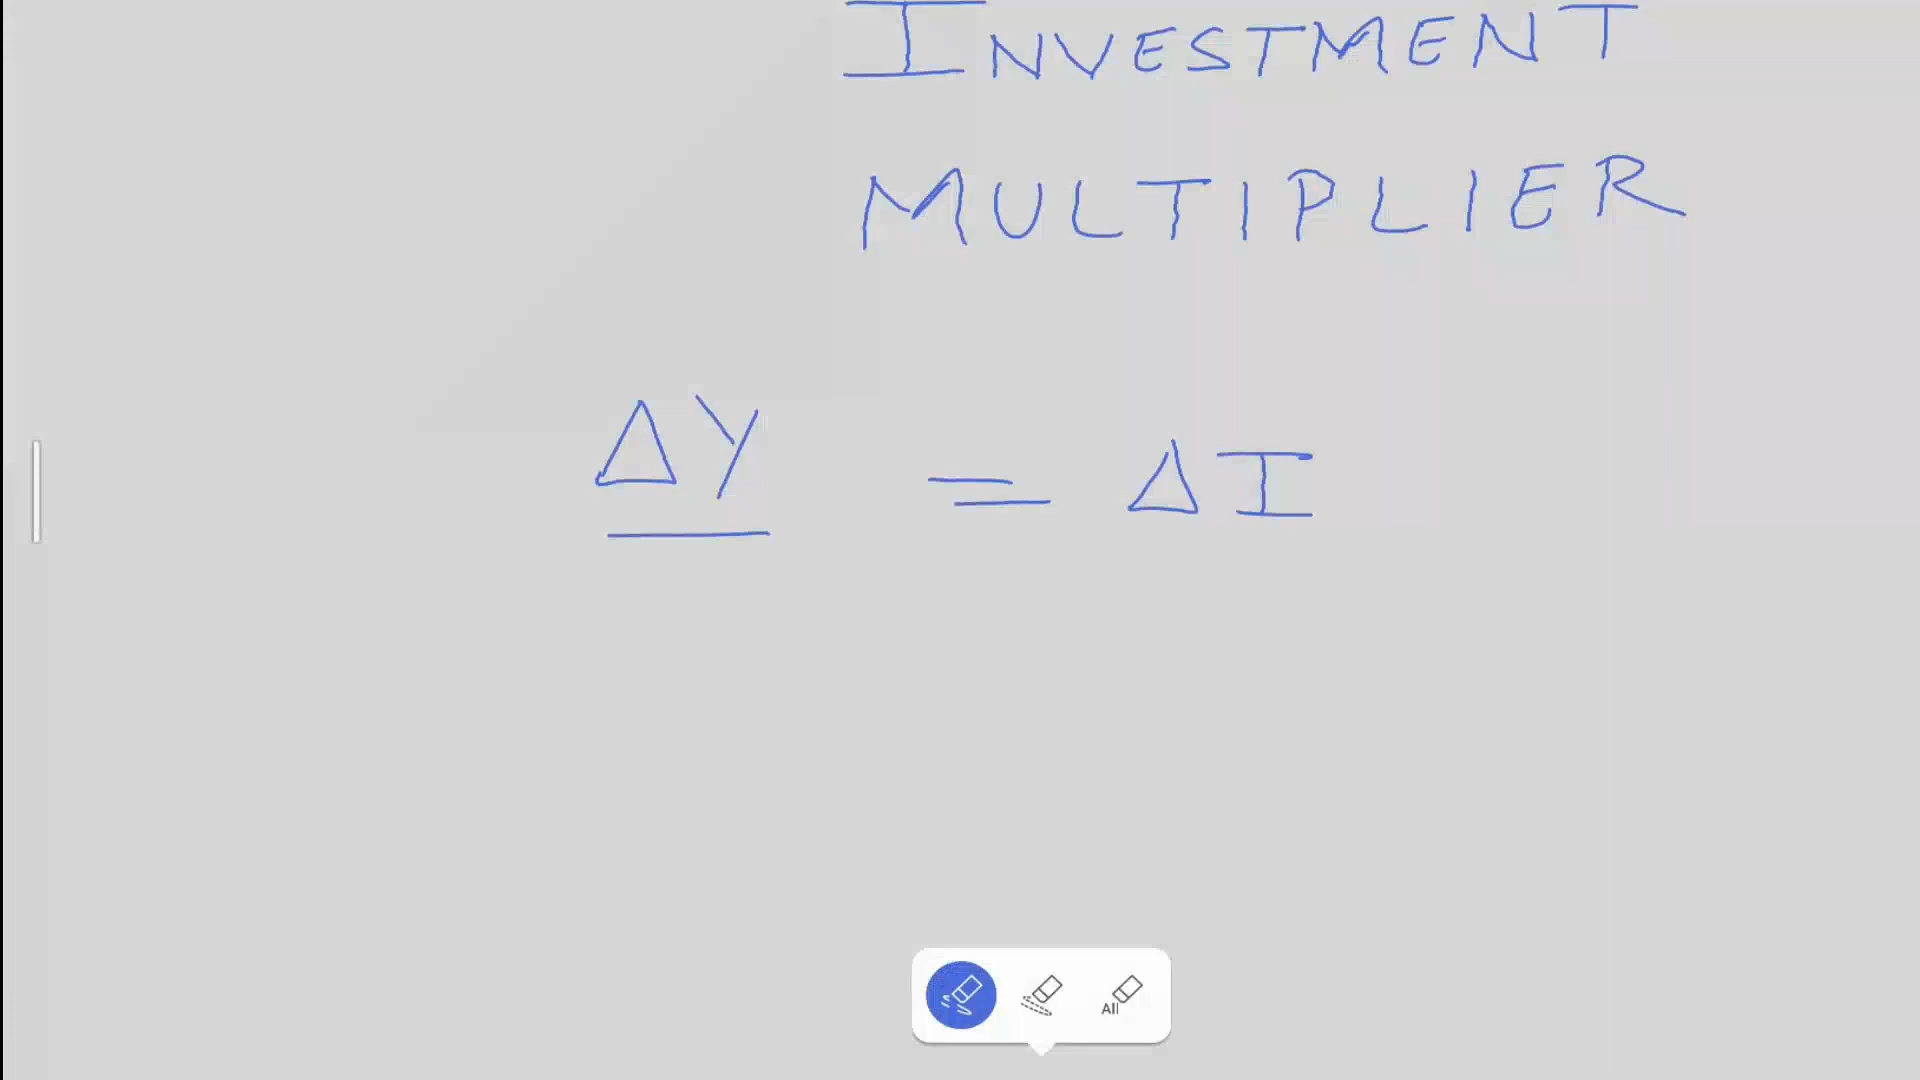 INVESTMENT
MULTIPLIER
ΔY = ΔI
All